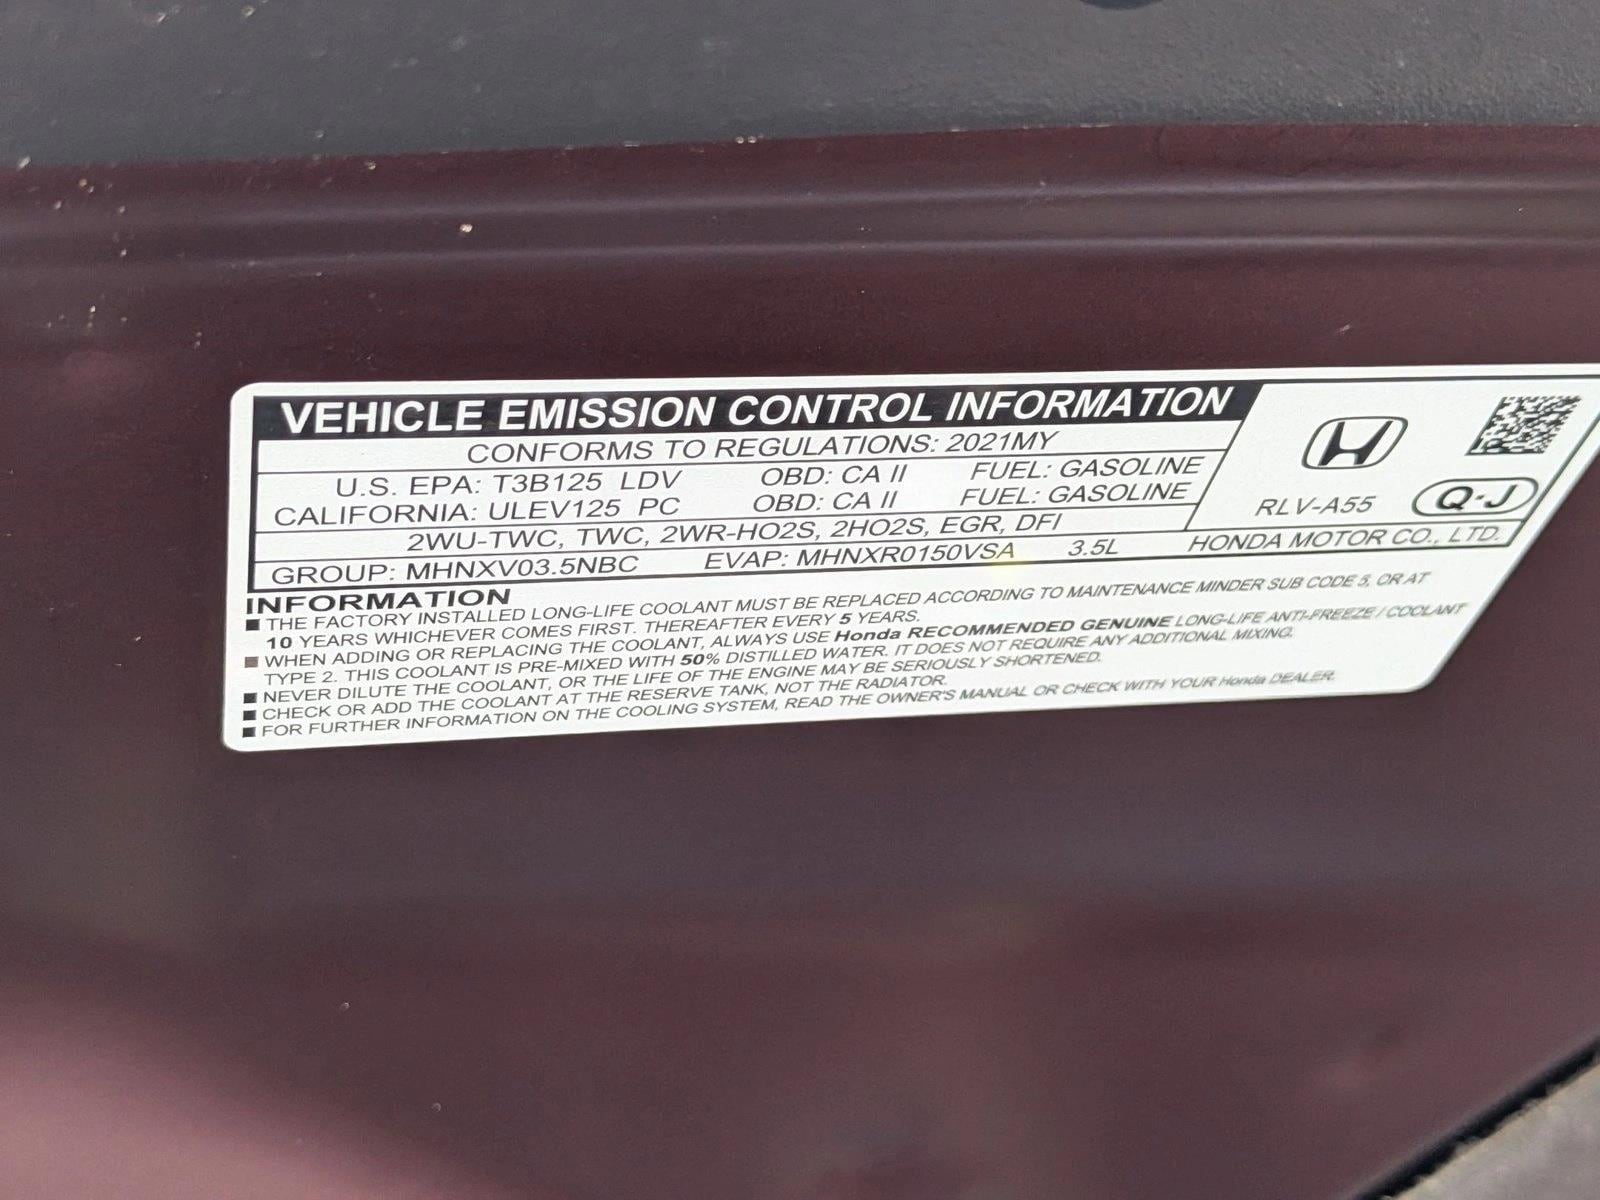 VEHICLE EMISSION CONTROL INFORMATION
CONFORMS TO REGULATIONS: 2021MY
U.S. EPA: T3B125 LDV OBD: CA II FUEL: GASOLINE
CALIFORNIA: ULEV125 PC OBD: CA II FUEL: GASOLINE
2WU-TWC, TWC, 2WR-HO2S, 2HO2S, EGR, DFI
GROUP: MHNXV03.5NBC EVAP: MHNXR0150VSA 3.5L
RLV-A55 Q-J
HONDA MOTOR CO., LTD.
INFORMATION
■ THE FACTORY INSTALLED LONG-LIFE COOLANT MUST BE REPLACED ACCORDING TO MAINTENANCE MINDER SUB CODE 5, OR AT
10 YEARS WHICHEVER COMES FIRST. THEREAFTER EVERY 5 YEARS.
■ WHEN ADDING OR REPLACING THE COOLANT, ALWAYS USE Honda RECOMMENDED GENUINE LONG-LIFE ANTI-FREEZE / COOLANT
TYPE 2. THIS COOLANT IS PRE-MIXED WITH 50% DISTILLED WATER. IT DOES NOT REQUIRE ANY ADDITIONAL MIXING.
■ NEVER DILUTE THE COOLANT, OR THE LIFE OF THE ENGINE MAY BE SERIOUSLY SHORTENED.
■ CHECK OR ADD THE COOLANT AT THE RESERVE TANK, NOT THE RADIATOR.
■ FOR FURTHER INFORMATION ON THE COOLING SYSTEM, READ THE OWNER'S MANUAL OR CHECK WITH YOUR Honda DEALER.